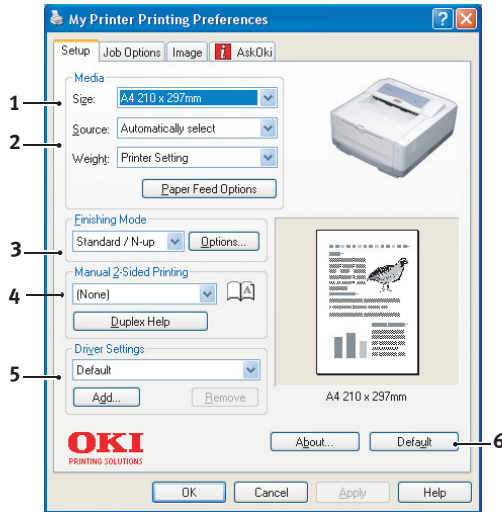 My Printer Printing Preferences
Setup Job Options Image i AskOki
Media
1
Size: A4 210 x 297mm
2
Source: Automatically select
Weight: Printer Setting
Paper Feed Options
Finishing Mode
3
Standard / N-up Options...
Manual 2-Sided Printing
4
(None) A
Duplex Help
Driver Settings
5
Default
Add... Remove
A4 210 x 297mm
OKI
PRINTING SOLUTIONS
About... Default 6
OK Cancel Apply Help